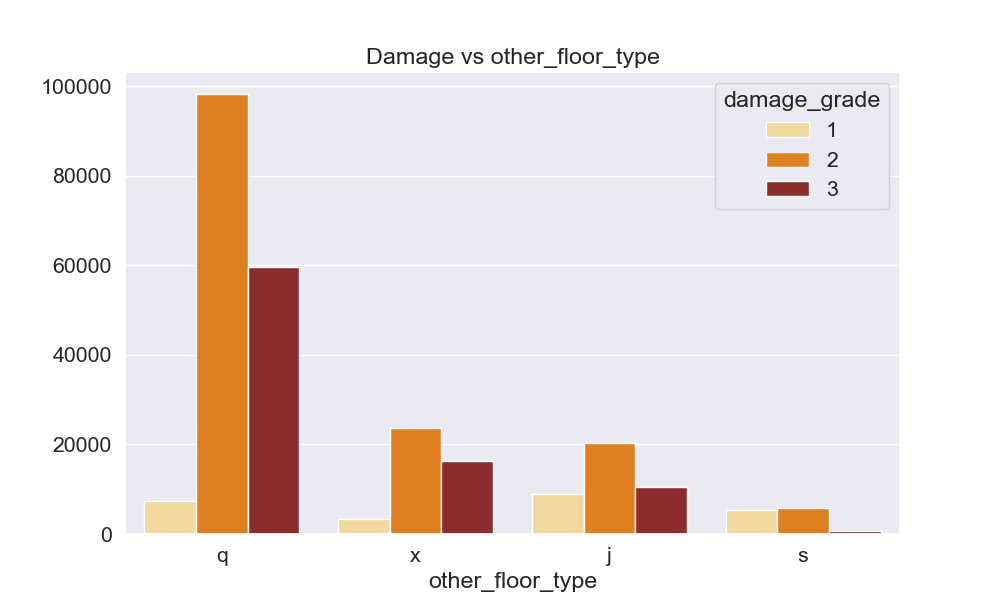 Damage vs other_floor_type
damage_grade
1
2
3
100000
80000
60000
40000
20000
0
q x j s
other_floor_type